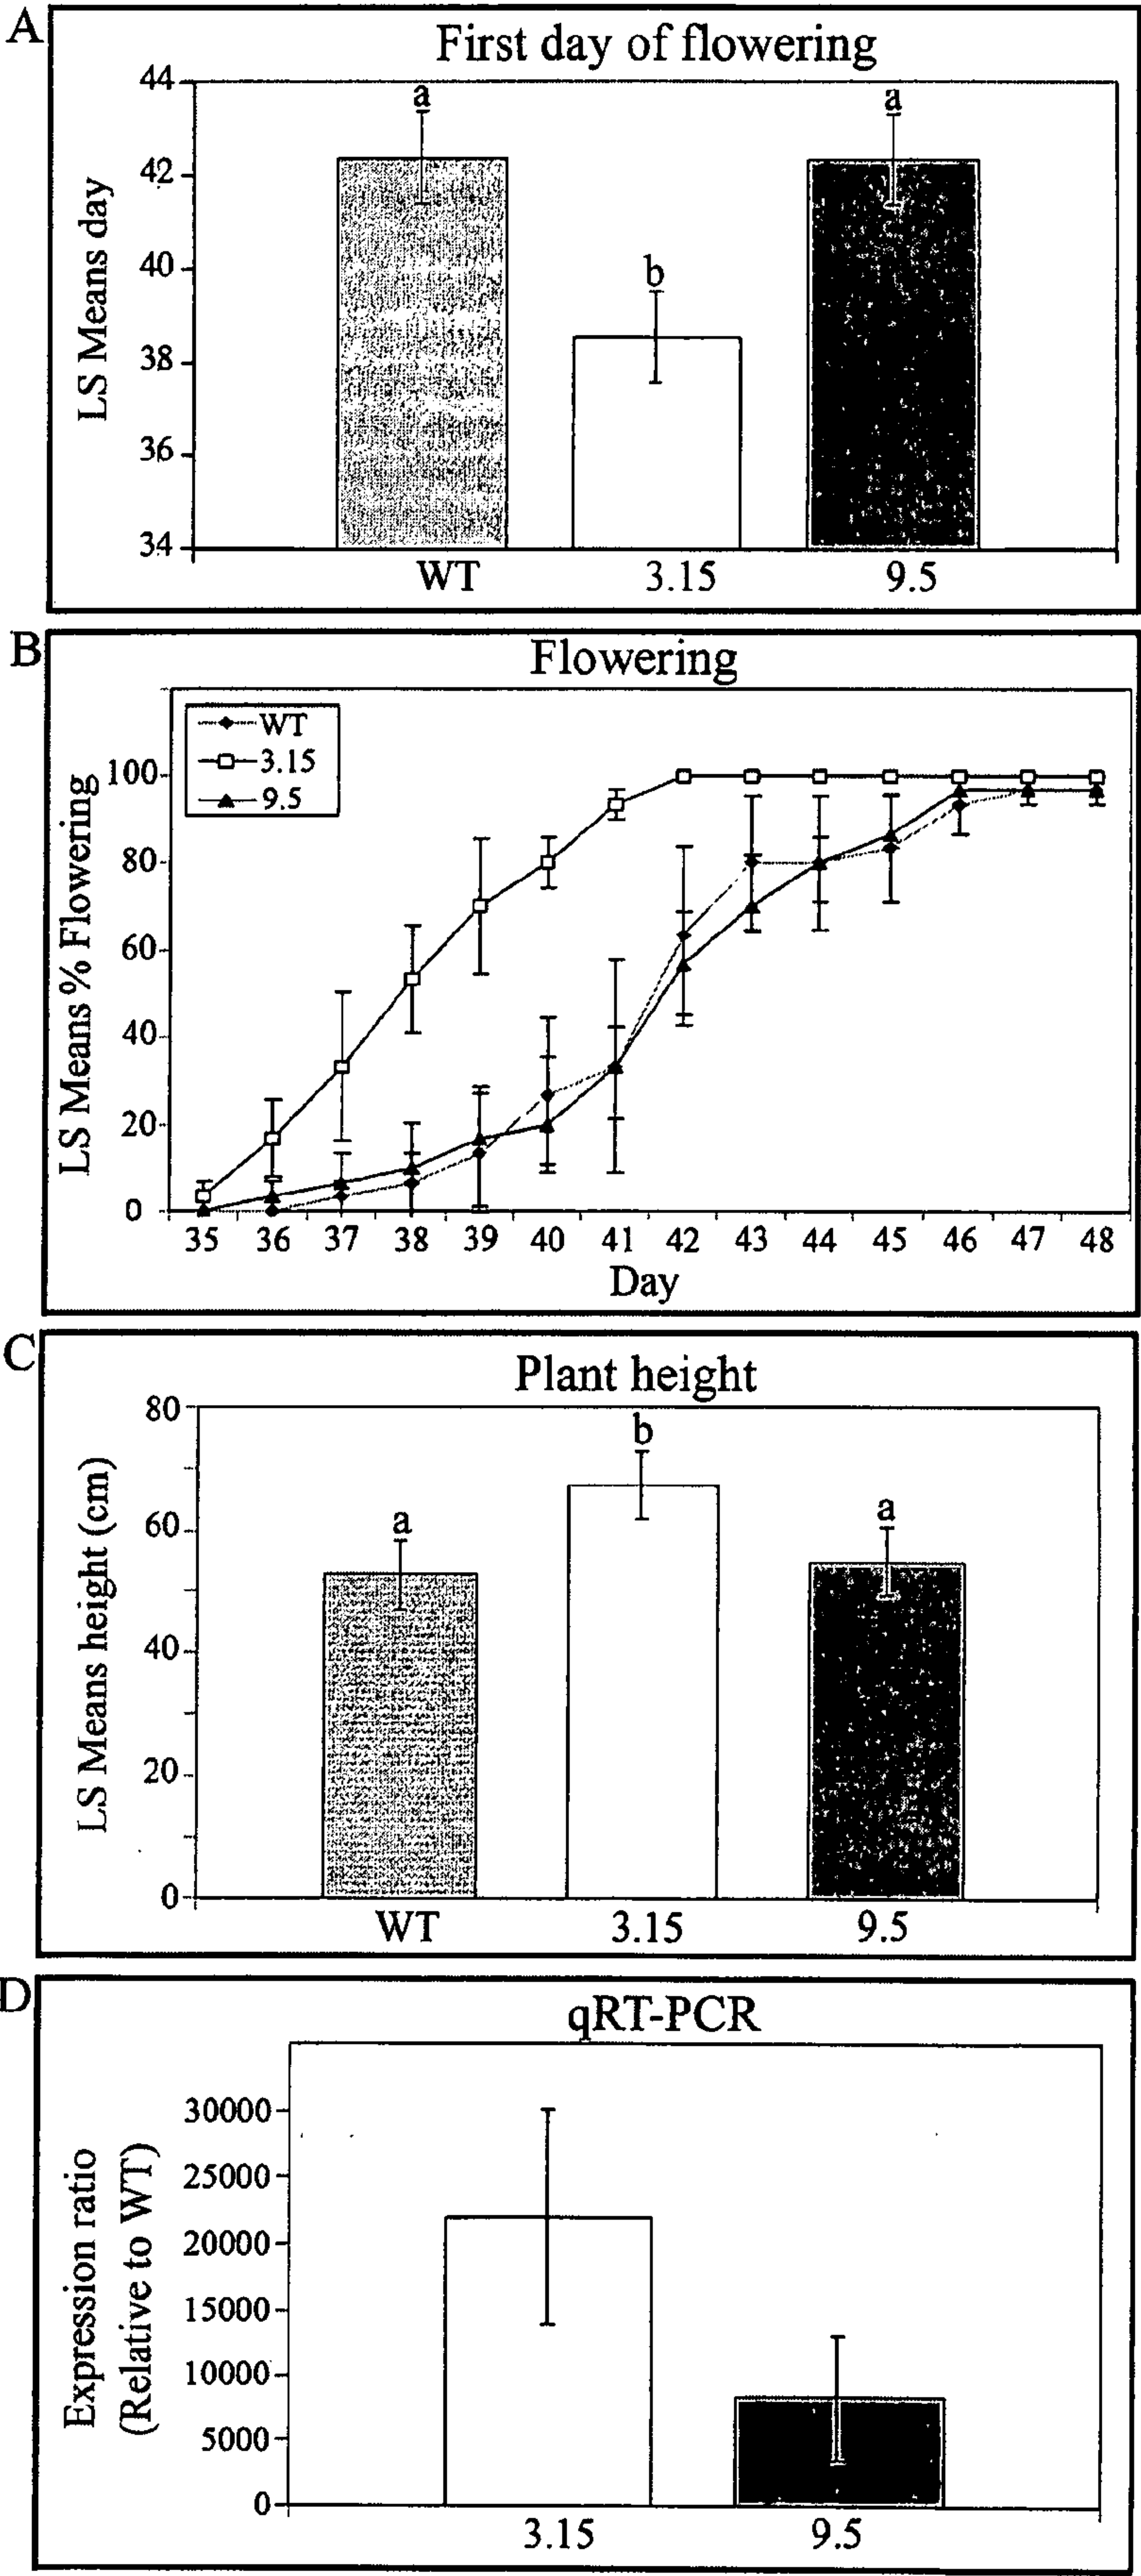 A
First day of flowering
LS Means day
44
42
40
38
36
34
a
b
a
WT
3.15
9.5
B
Flowering
LS Means % Flowering
WT
3.15
9.5
100
80
60
40
20
0
35 36 37 38 39 40 41 42 43 44 45 46 47 48
Day
C
Plant height
LS Means height (cm)
80
60
40
20
0
a
b
a
WT
3.15
9.5
D
qRT-PCR
Expression ratio
(Relative to WT)
30000
25000
20000
15000
10000
5000
0
3.15
9.5